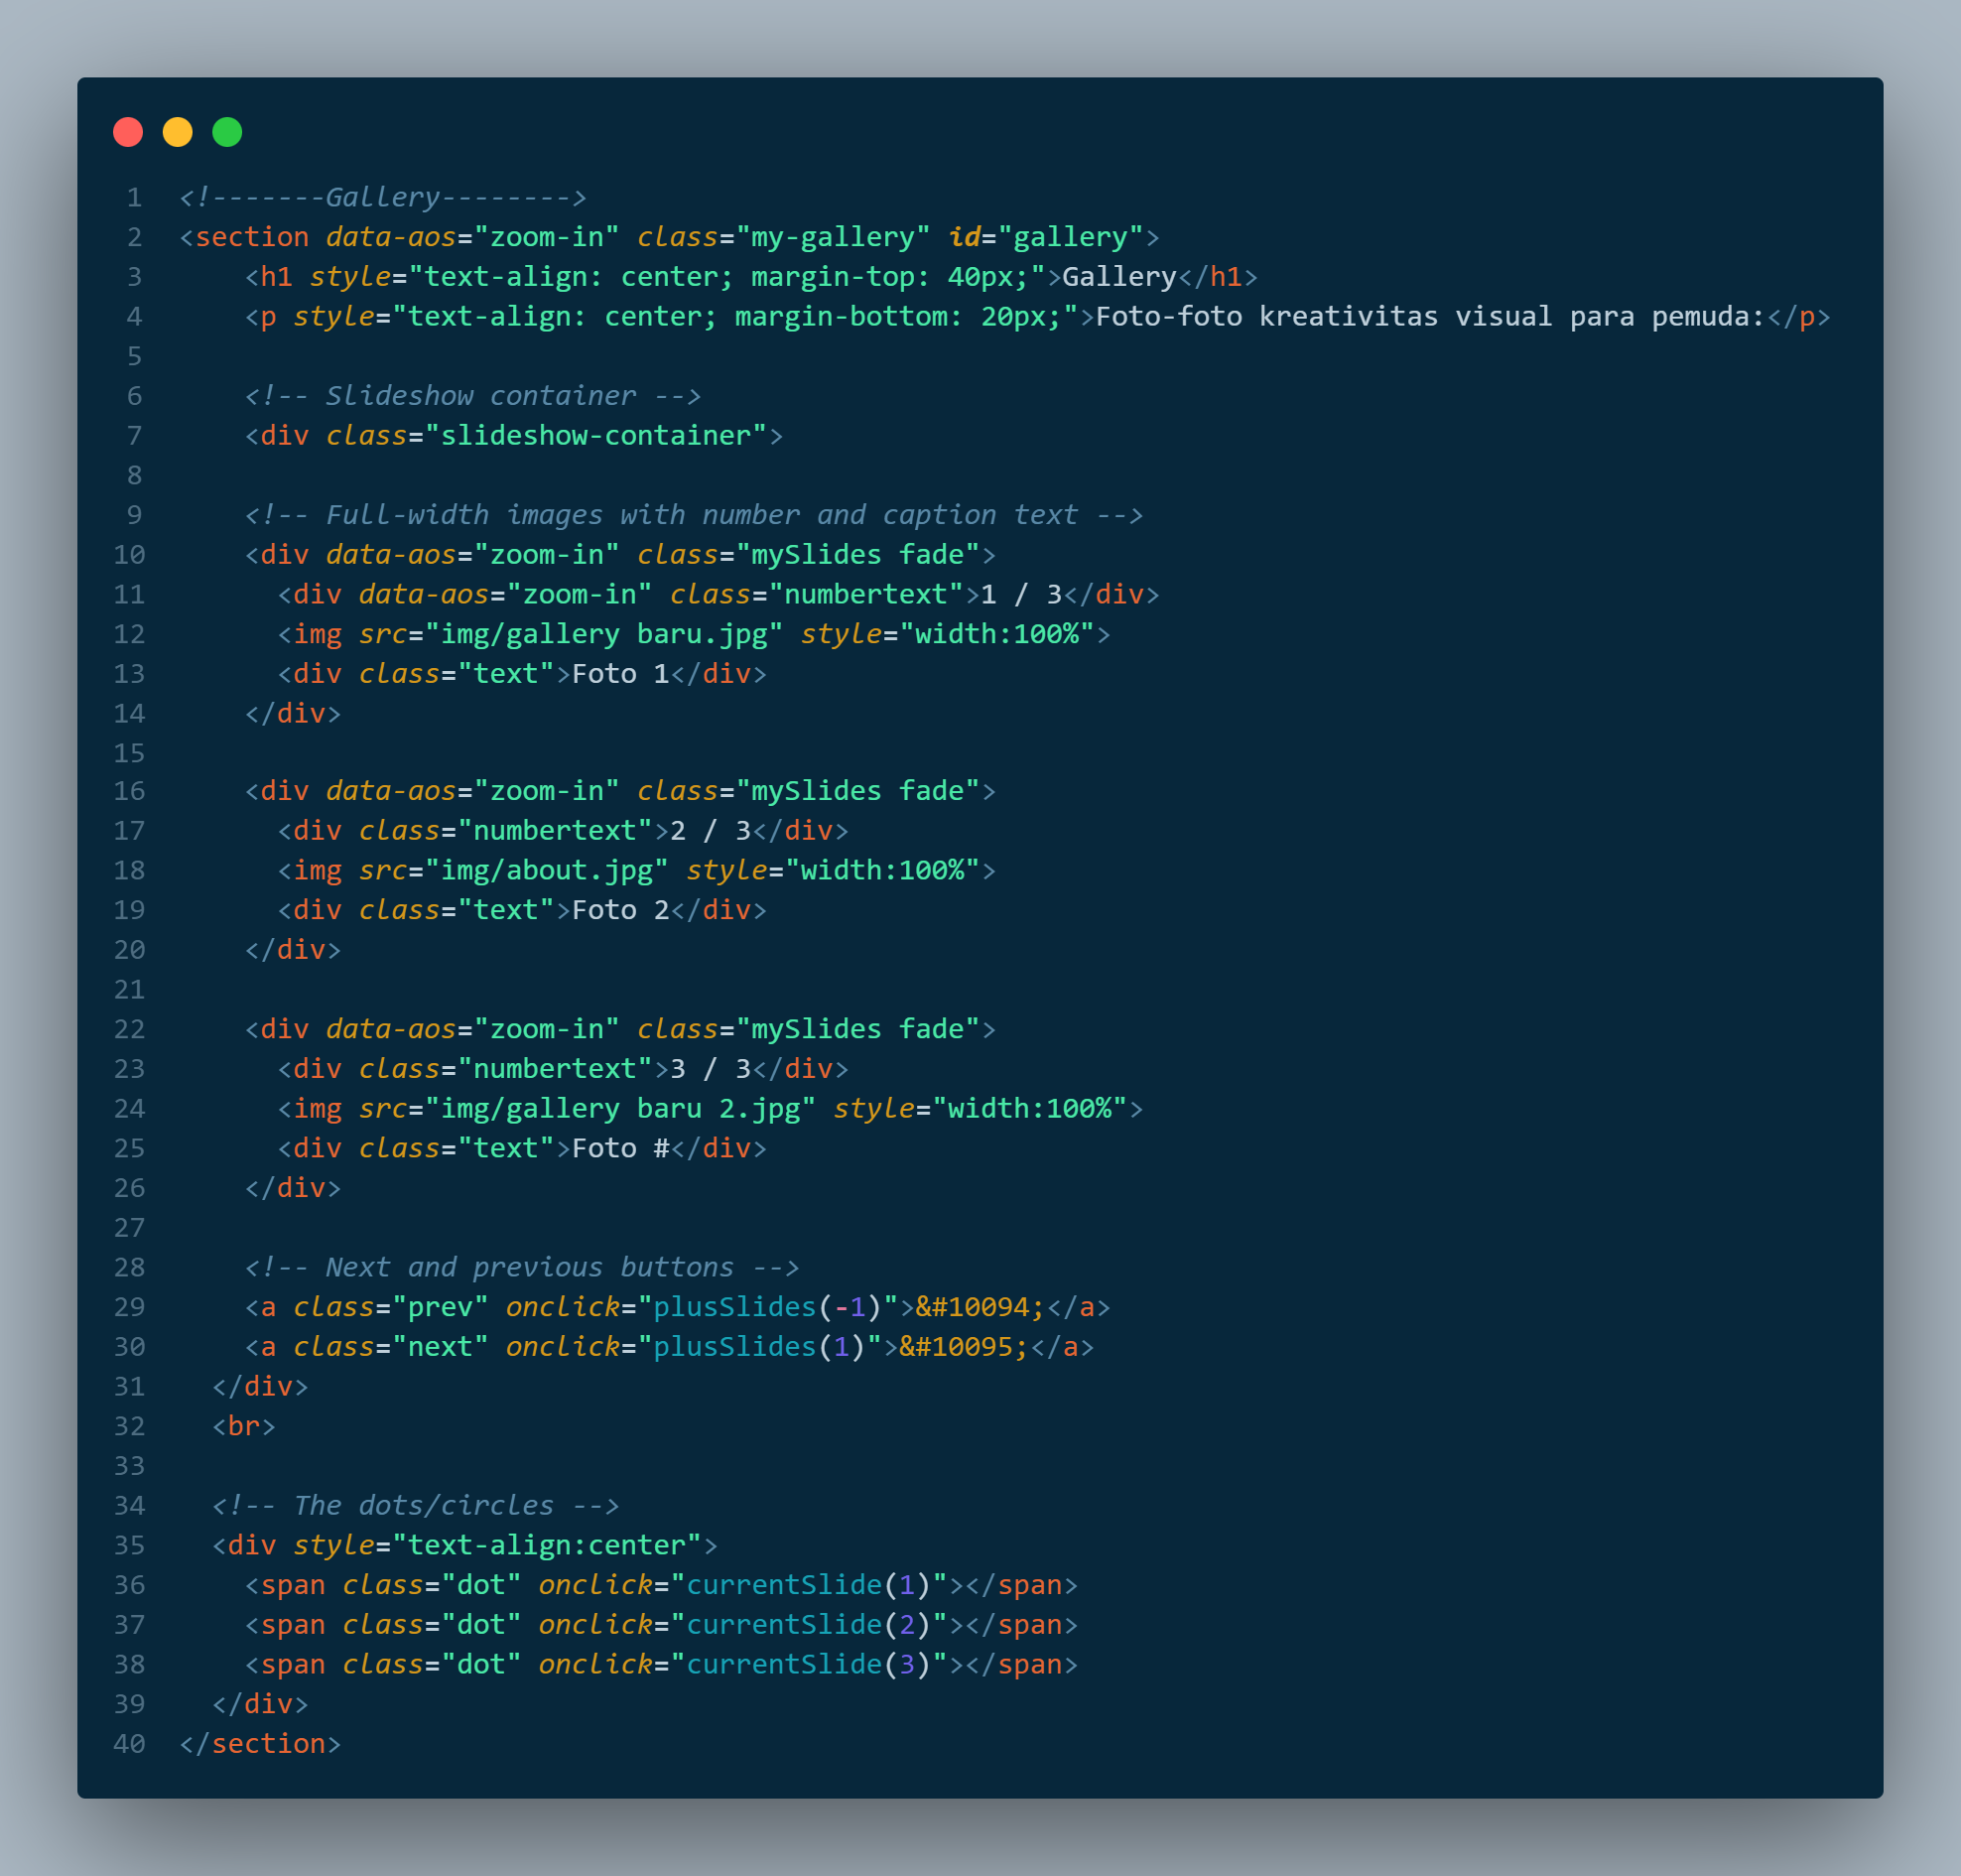 1 <!-------Gallery-------->
2 <section data-aos="zoom-in" class="my-gallery" id="gallery">
3     <h1 style="text-align: center; margin-top: 40px;">Gallery</h1>
4     <p style="text-align: center; margin-bottom: 20px;">Foto-foto kreativitas visual para pemuda:</p>
5
6     <!-- Slideshow container -->
7     <div class="slideshow-container">
8
9     <!-- Full-width images with number and caption text -->
10     <div data-aos="zoom-in" class="mySlides fade">
11       <div data-aos="zoom-in" class="numbertext">1 / 3</div>
12       <img src="img/gallery baru.jpg" style="width:100%">
13       <div class="text">Foto 1</div>
14     </div>
15
16     <div data-aos="zoom-in" class="mySlides fade">
17       <div class="numbertext">2 / 3</div>
18       <img src="img/about.jpg" style="width:100%">
19       <div class="text">Foto 2</div>
20     </div>
21
22     <div data-aos="zoom-in" class="mySlides fade">
23       <div class="numbertext">3 / 3</div>
24       <img src="img/gallery baru 2.jpg" style="width:100%">
25       <div class="text">Foto #</div>
26     </div>
27
28     <!-- Next and previous buttons -->
29     <a class="prev" onclick="plusSlides(-1)">&#10094;</a>
30     <a class="next" onclick="plusSlides(1)">&#10095;</a>
31   </div>
32   <br>
33
34   <!-- The dots/circles -->
35   <div style="text-align:center">
36     <span class="dot" onclick="currentSlide(1)"></span>
37     <span class="dot" onclick="currentSlide(2)"></span>
38     <span class="dot" onclick="currentSlide(3)"></span>
39   </div>
40 </section>